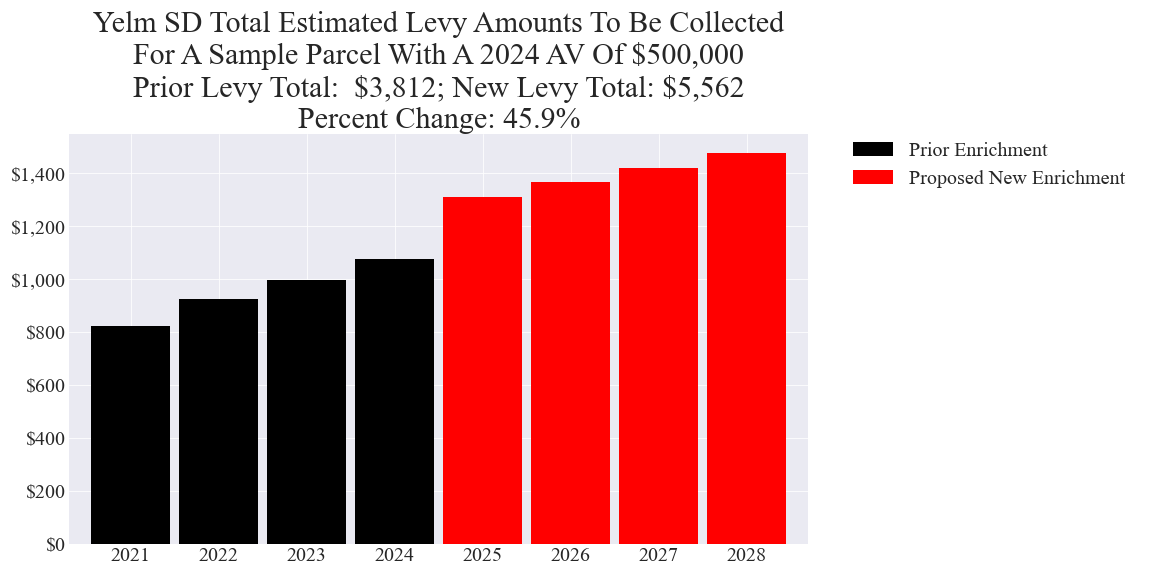 Yelm SD Total Estimated Levy Amounts To Be Collected
For A Sample Parcel With A 2024 AV Of $500,000
Prior Levy Total:  $3,812; New Levy Total: $5,562
Percent Change: 45.9%
Prior Enrichment
Proposed New Enrichment
$1,400
$1,200
$1,000
$800
$600
$400
$200
$0
2021 2022 2023 2024 2025 2026 2027 2028